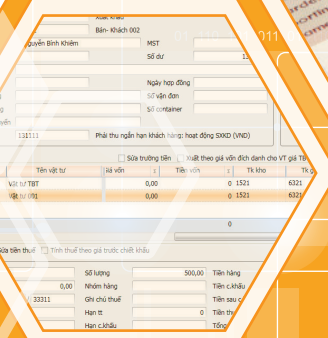 Xuất khẩu
Bán- Khách 002
guyễn Bỉnh Khiêm MST
Số dư
Ngày hợp đồng
Số vận đơn
Số container
131111 Phải thu ngắn hạn khách hàng: hoạt động SXKD (VND)
Sửa trường tiền Xuất theo giá vốn đích danh cho VT giá TB
Tên vật tư Giá vốn Tiền vốn Tk kho Tk g
Vật tư TBT 0,00 0 1521 6321
Vật tư 001 0,00 0 1521 6321
0
Sửa tiền thuế Tính thuế theo giá trước chiết khấu
Số lượng 500,00 Tiền hàng
0,00 Nhóm hàng Tiền c.khấu
33311 Ghi chú thuế Tiền sau c
Hạn tt 0 Tiền thu
Hạn c.khấu Tổng